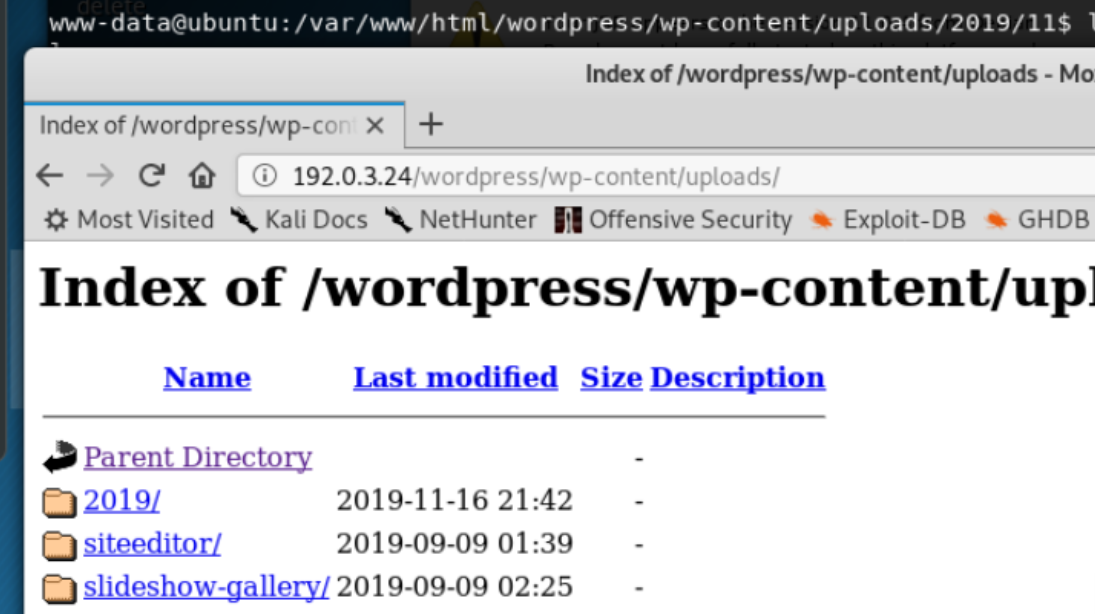 delete
www-data@ubuntu:/var/www/html/wordpress/wp-content/uploads/2019/11$ l
Index of /wordpress/wp-content/uploads - Mo
Index of /wordpress/wp-cont
192.0.3.24/wordpress/wp-content/uploads/
Most Visited Kali Docs NetHunter Offensive Security Exploit-DB GHDB
Index of /wordpress/wp-content/upl
Name Last modified Size Description
Parent Directory -
2019/ 2019-11-16 21:42 -
siteeditor/ 2019-09-09 01:39 -
slideshow-gallery/ 2019-09-09 02:25 -